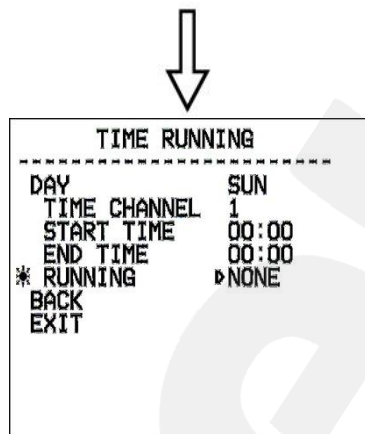 TIME RUNNING
DAY SUN
TIME CHANNEL 1
START TIME 00:00
END TIME 00:00
RUNNING NONE
BACK
EXIT